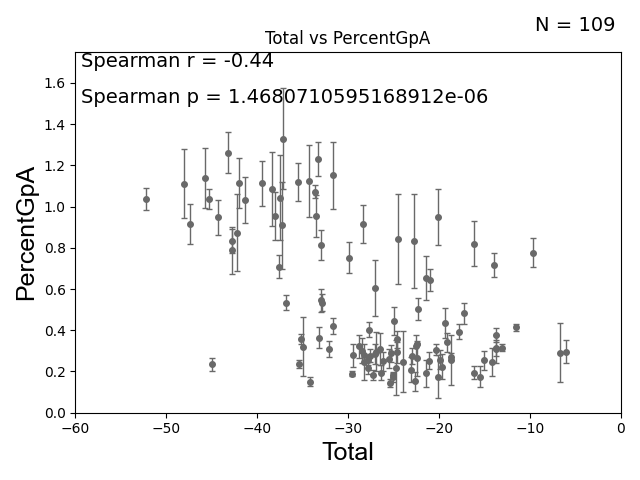 N = 109
Total vs PercentGpA
Spearman r = -0.44
Spearman p = 1.4680710595168912e-06
PercentGpA
1.6
1.4
1.2
1.0
0.8
0.6
0.4
0.2
0.0
−60 −50 −40 −30 −20 −10 0
Total